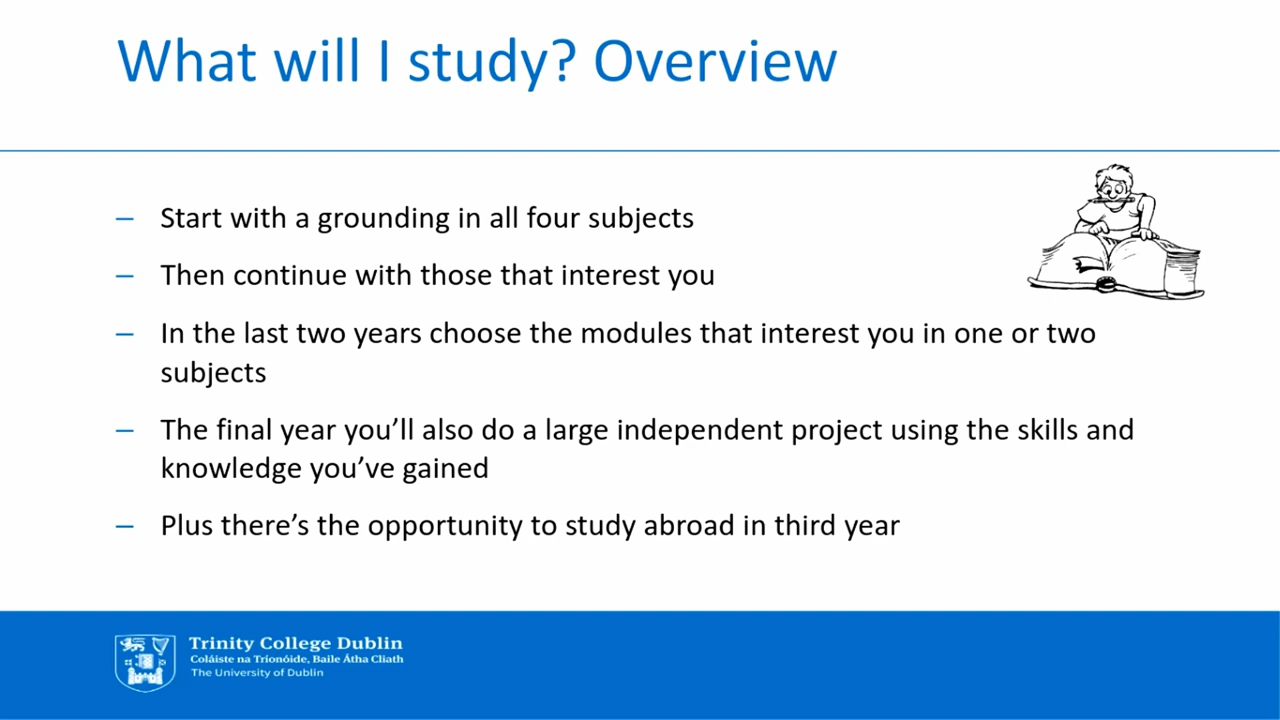 What will I study? Overview
– Start with a grounding in all four subjects
– Then continue with those that interest you
– In the last two years choose the modules that interest you in one or two
subjects
– The final year you’ll also do a large independent project using the skills and
knowledge you’ve gained
– Plus there’s the opportunity to study abroad in third year
Trinity College Dublin
Coláiste na Tríonóide, Baile Átha Cliath
The University of Dublin